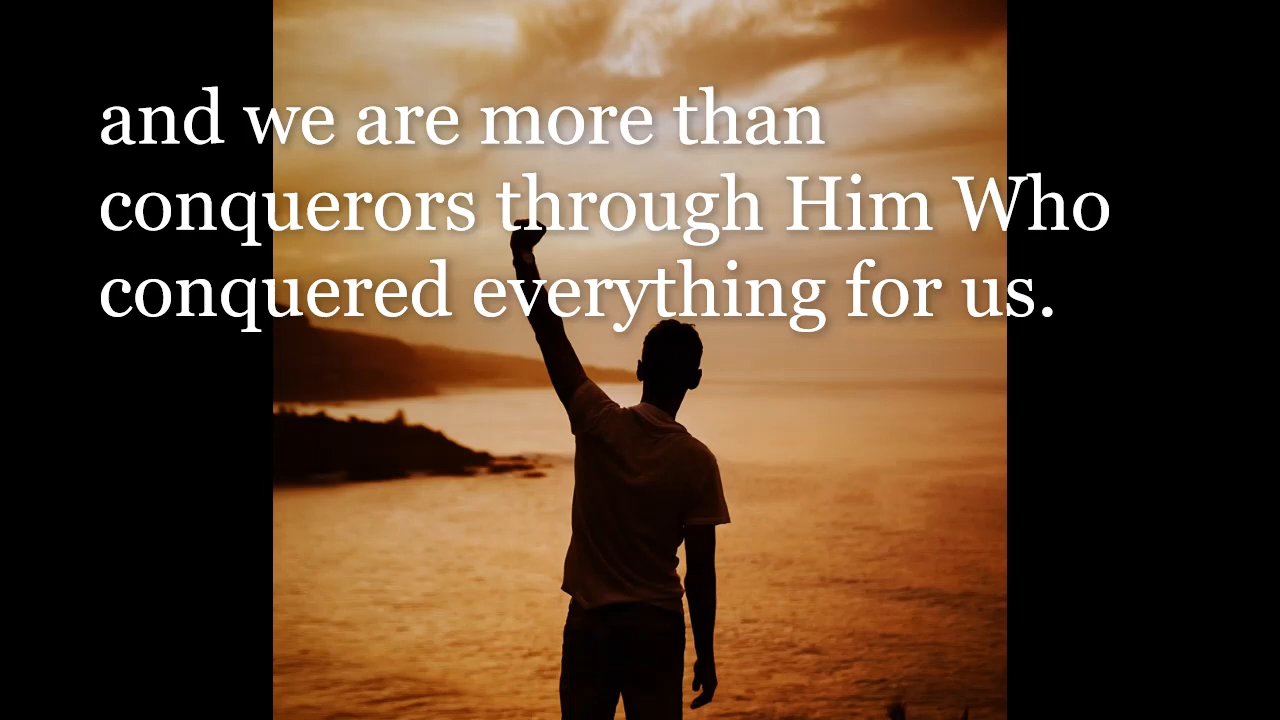 and we are more than
conquerors through Him Who
conquered everything for us.